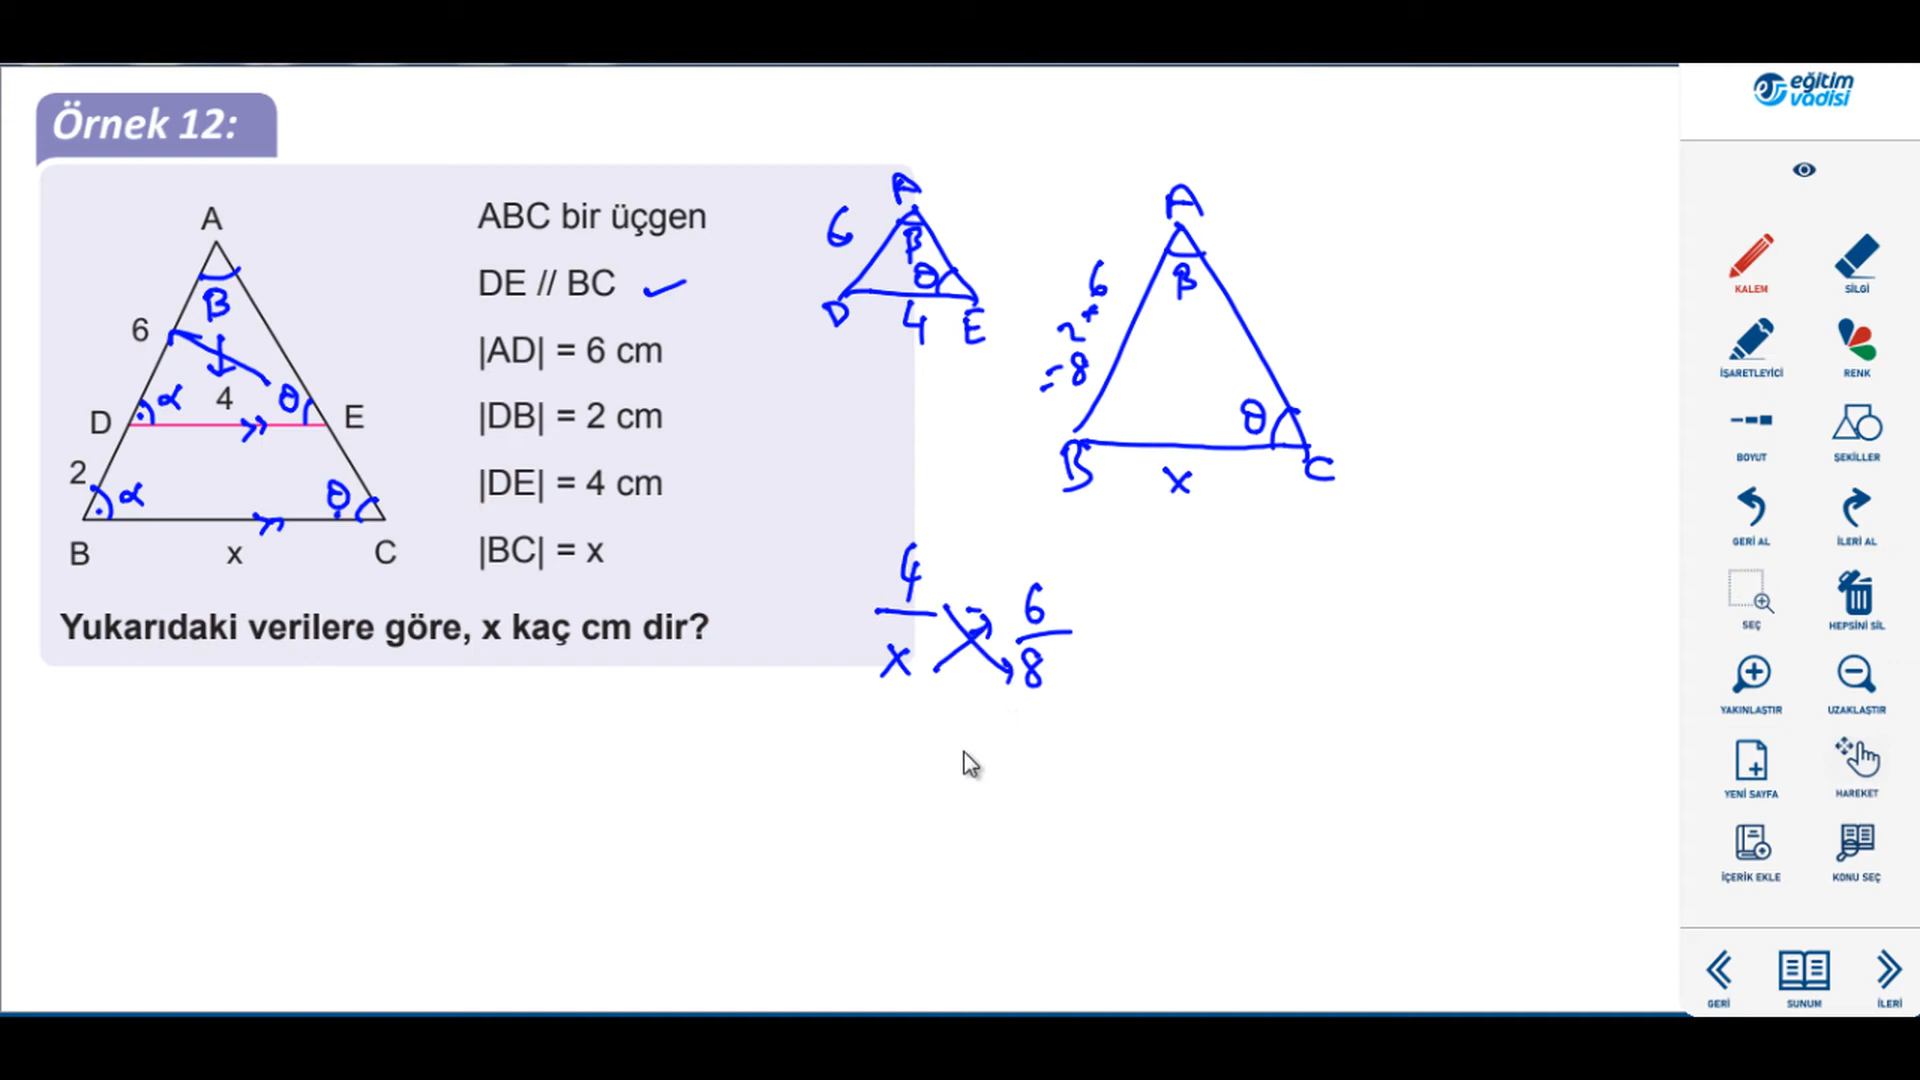 Örnek 12:
A
β
6
α
4
θ
D
E
2
α
θ
B
x
C
ABC bir üçgen
DE // BC
|AD| = 6 cm
|DB| = 2 cm
|DE| = 4 cm
|BC| = x
Yukarıdaki verilere göre, x kaç cm dir?
A
6
β
θ
D
4
E
A
β
6
+
2
=8
θ
B
x
C
4
x
=
6
8
eğitim
vadisi
KALEM
SİLGİ
İŞARETLEYİCİ
RENK
BOYUT
ŞEKİLLER
GERİ AL
İLERİ AL
SEÇ
HEPSİNİ SİL
YAKINLAŞTIR
UZAKLAŞTIR
YENİ SAYFA
HAREKET
İÇERİK EKLE
KONU SEÇ
GERİ
SUNUM
İLERİ